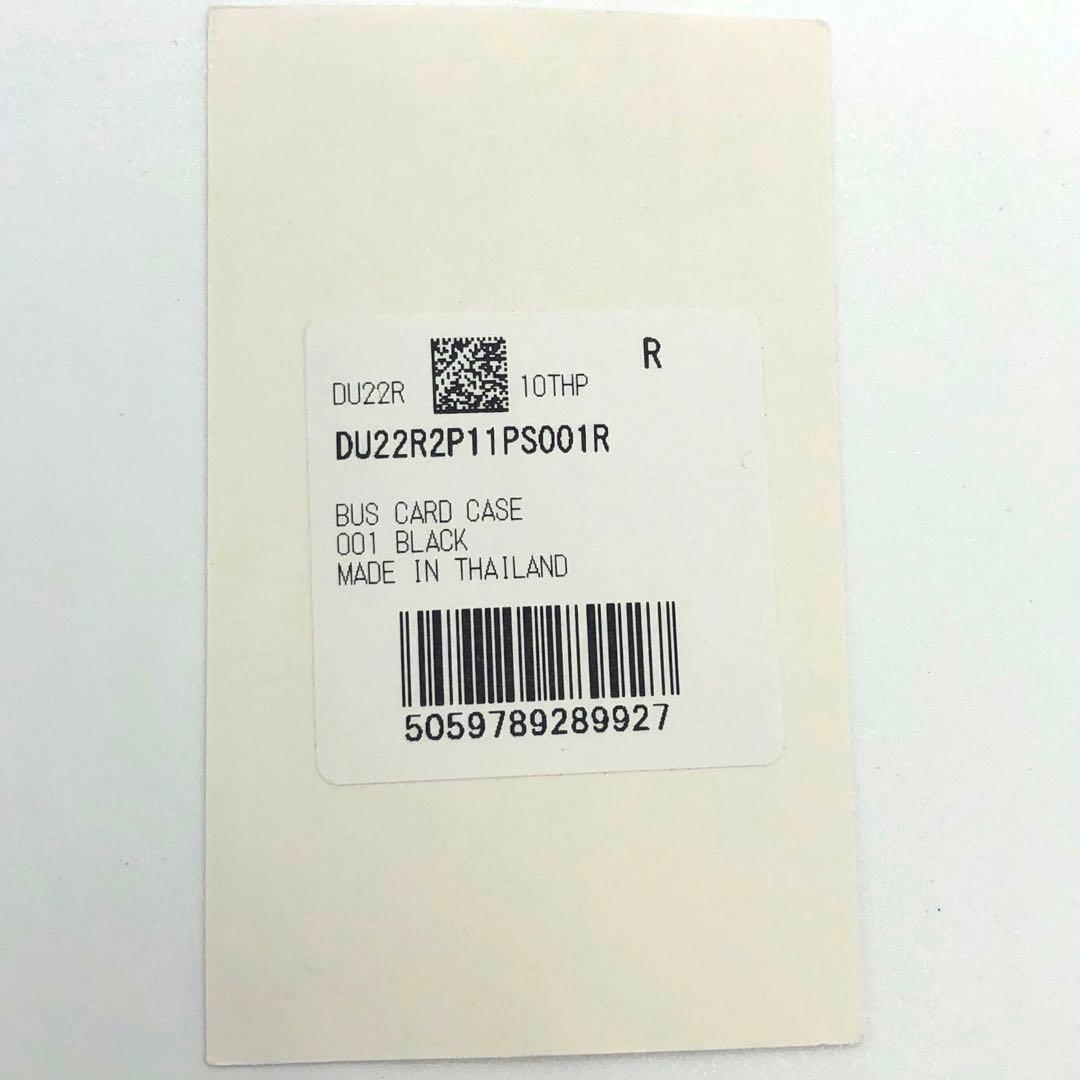 R
DU22R 10THP
DU22R2P11PS001R
BUS CARD CASE
001 BLACK
MADE IN THAILAND
5059789289927